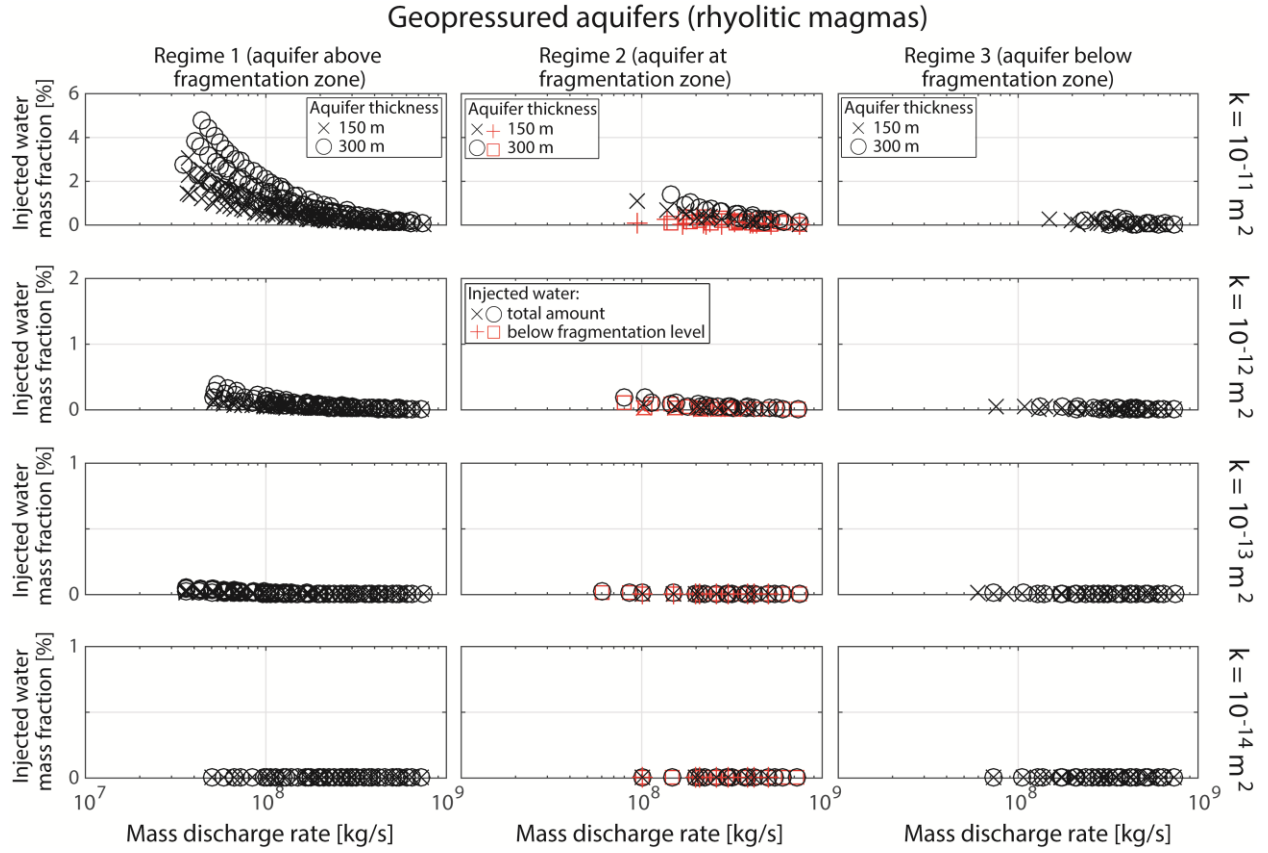 Geopressured aquifers (rhyolitic magmas)
Regime 1 (aquifer above
fragmentation zone)
Regime 2 (aquifer at
fragmentation zone)
Regime 3 (aquifer below
fragmentation zone)
Injected water
mass fraction [%]
6
4
2
0
Aquifer thickness
150 m
300 m
Aquifer thickness
150 m
300 m
Aquifer thickness
150 m
300 m
k = 10⁻¹¹ m²
Injected water
mass fraction [%]
2
1
0
Injected water:
total amount
below fragmentation level
k = 10⁻¹² m²
Injected water
mass fraction [%]
1
0
k = 10⁻¹³ m²
Injected water
mass fraction [%]
1
0
k = 10⁻¹⁴ m²
10⁷ 10⁸ 10⁹ 10⁸ 10⁹ 10⁸ 10⁹
Mass discharge rate [kg/s]
Mass discharge rate [kg/s]
Mass discharge rate [kg/s]